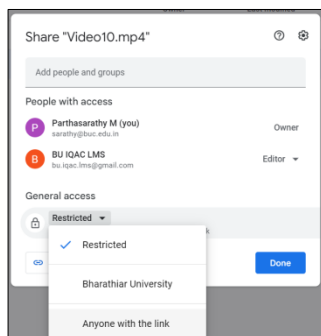 Share "Video10.mp4"
Add people and groups
People with access
P
Parthasarathy M (you)
sarathy@buc.edu.in
Owner
B
BU IQAC LMS
bu.iqac.lms@gmail.com
Editor
General access
Restricted
Restricted
Done
Bharathiar University
Anyone with the link